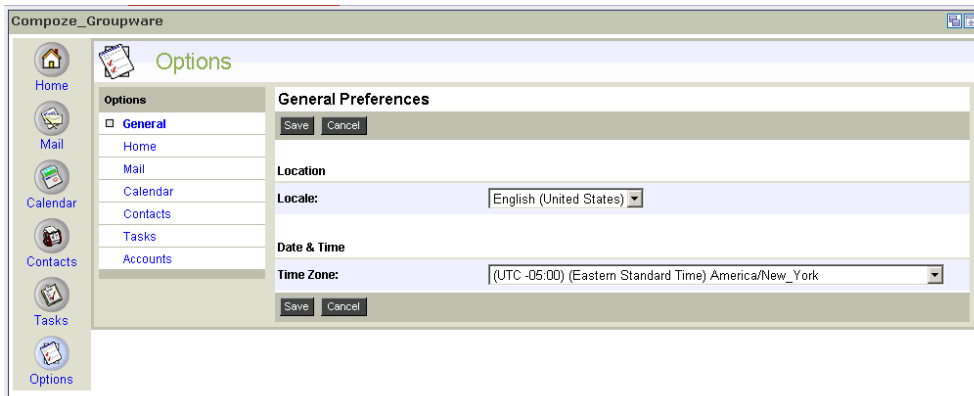 Compoze_Groupware
Home
Mail
Calendar
Contacts
Tasks
Options
Options
Options
General
Home
Mail
Calendar
Contacts
Tasks
Accounts
General Preferences
Save Cancel
Location
Locale: English (United States)
Date & Time
Time Zone: (UTC -05:00) (Eastern Standard Time) America/New_York
Save Cancel